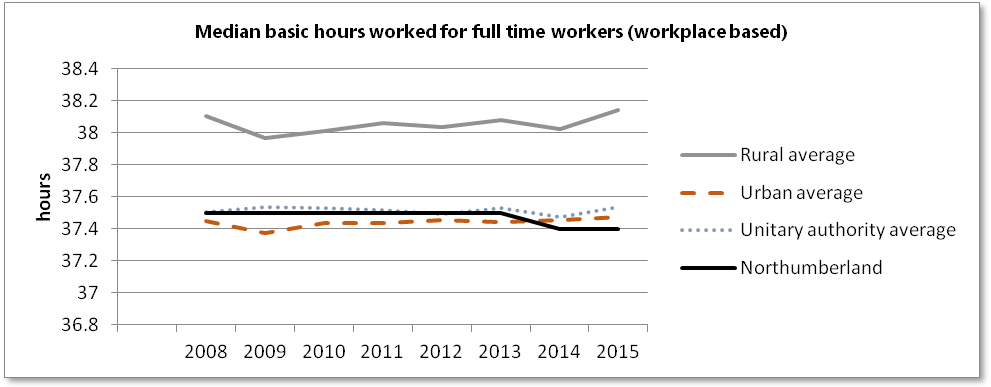 Median basic hours worked for full time workers (workplace based)
hours
38.4
38.2
38
37.8
37.6
37.4
37.2
37
36.8
2008 2009 2010 2011 2012 2013 2014 2015
Rural average
Urban average
Unitary authority average
Northumberland